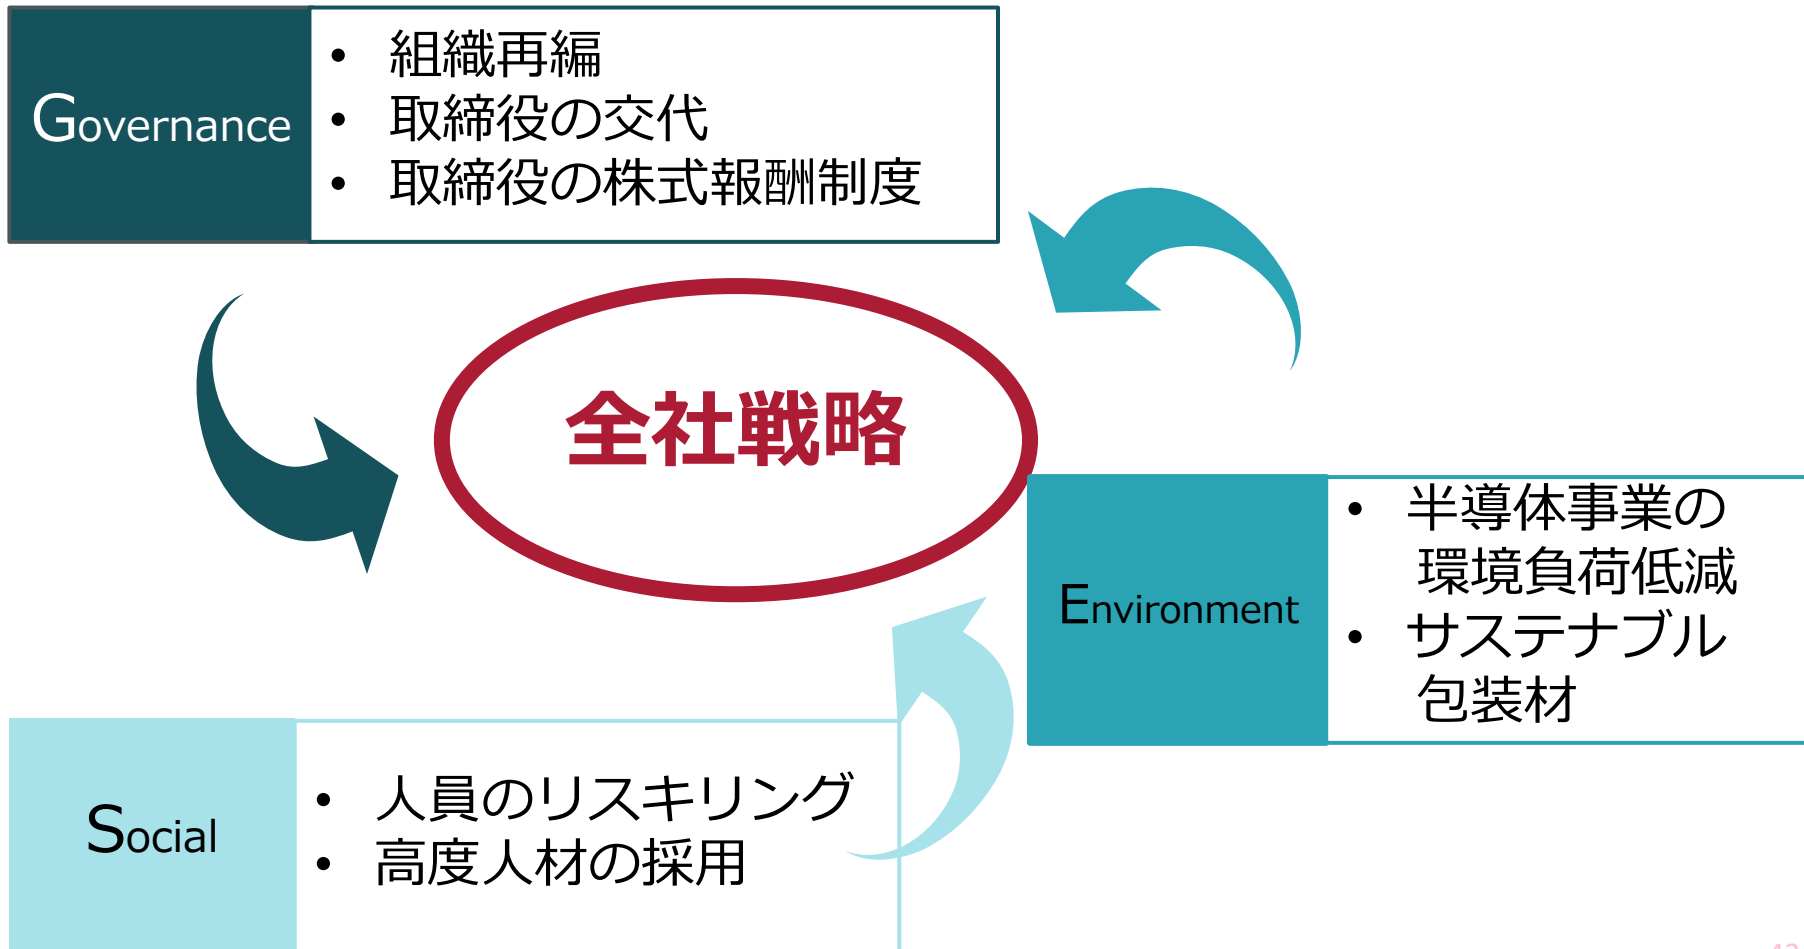 Governance
• 組織再編
• 取締役の交代
• 取締役の株式報酬制度
全社戦略
Environment
• 半導体事業の
環境負荷低減
• サステナブル
包装材
Social
• 人員のリスキリング
• 高度人材の採用